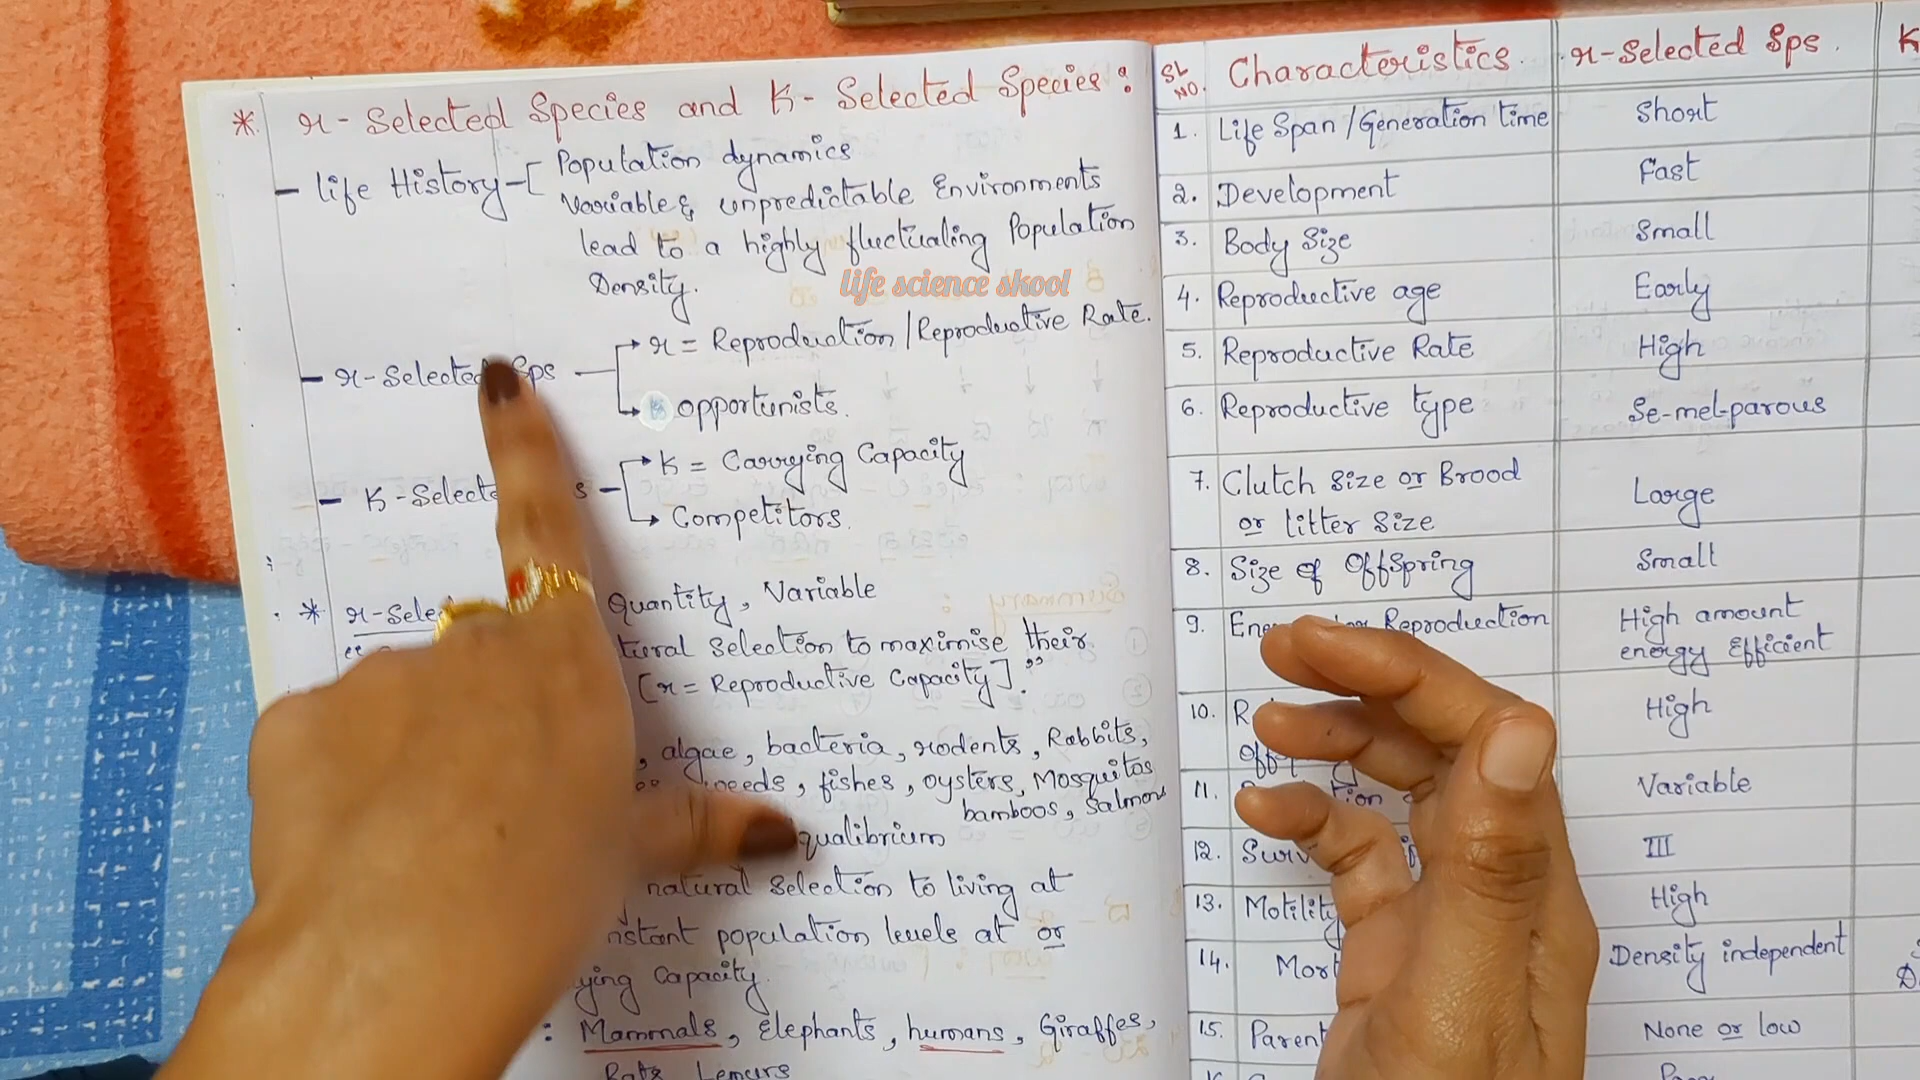 * r-Selected Species and K-Selected Species:
- life History-[ Population dynamics
Variable & unpredictable Environments
lead to a highly fluctuating Population
Density.
life science skool
- r-Selected Sps → r = Reproduction/Reproductive Rate.
→ opportunists.
- K-Selecte s → K = Carrying Capacity
→ Competitors.
* r-Sele Quantity, Variable
Selection to maximise their
[r = Reproductive Capacity]."
, algae, bacteria, rodents, Rabbits,
weeds, fishes, oysters, Mosquitos
bamboos, Salmons
qualibrium
natural Selection to living at
nstant population levels at or
ying Capacity.
: Mammals, Elephants, humans, Giraffes,
Lemurs
SL NO. Characteristics. r-Selected Sps. K
1. Life Span/Generation time Short
2. Development Fast
3. Body Size Small
4. Reproductive age Early
5. Reproductive Rate High
6. Reproductive type Se-mel-parous
7. Clutch Size or Brood
or litter Size Large
8. Size of Offspring Small
9. Ene Reproduction High amount
energy Efficient
10. R High
11. tion Variable
12. Surv III
13. Motility High
14. Mort Density independent
15. Parent None or low